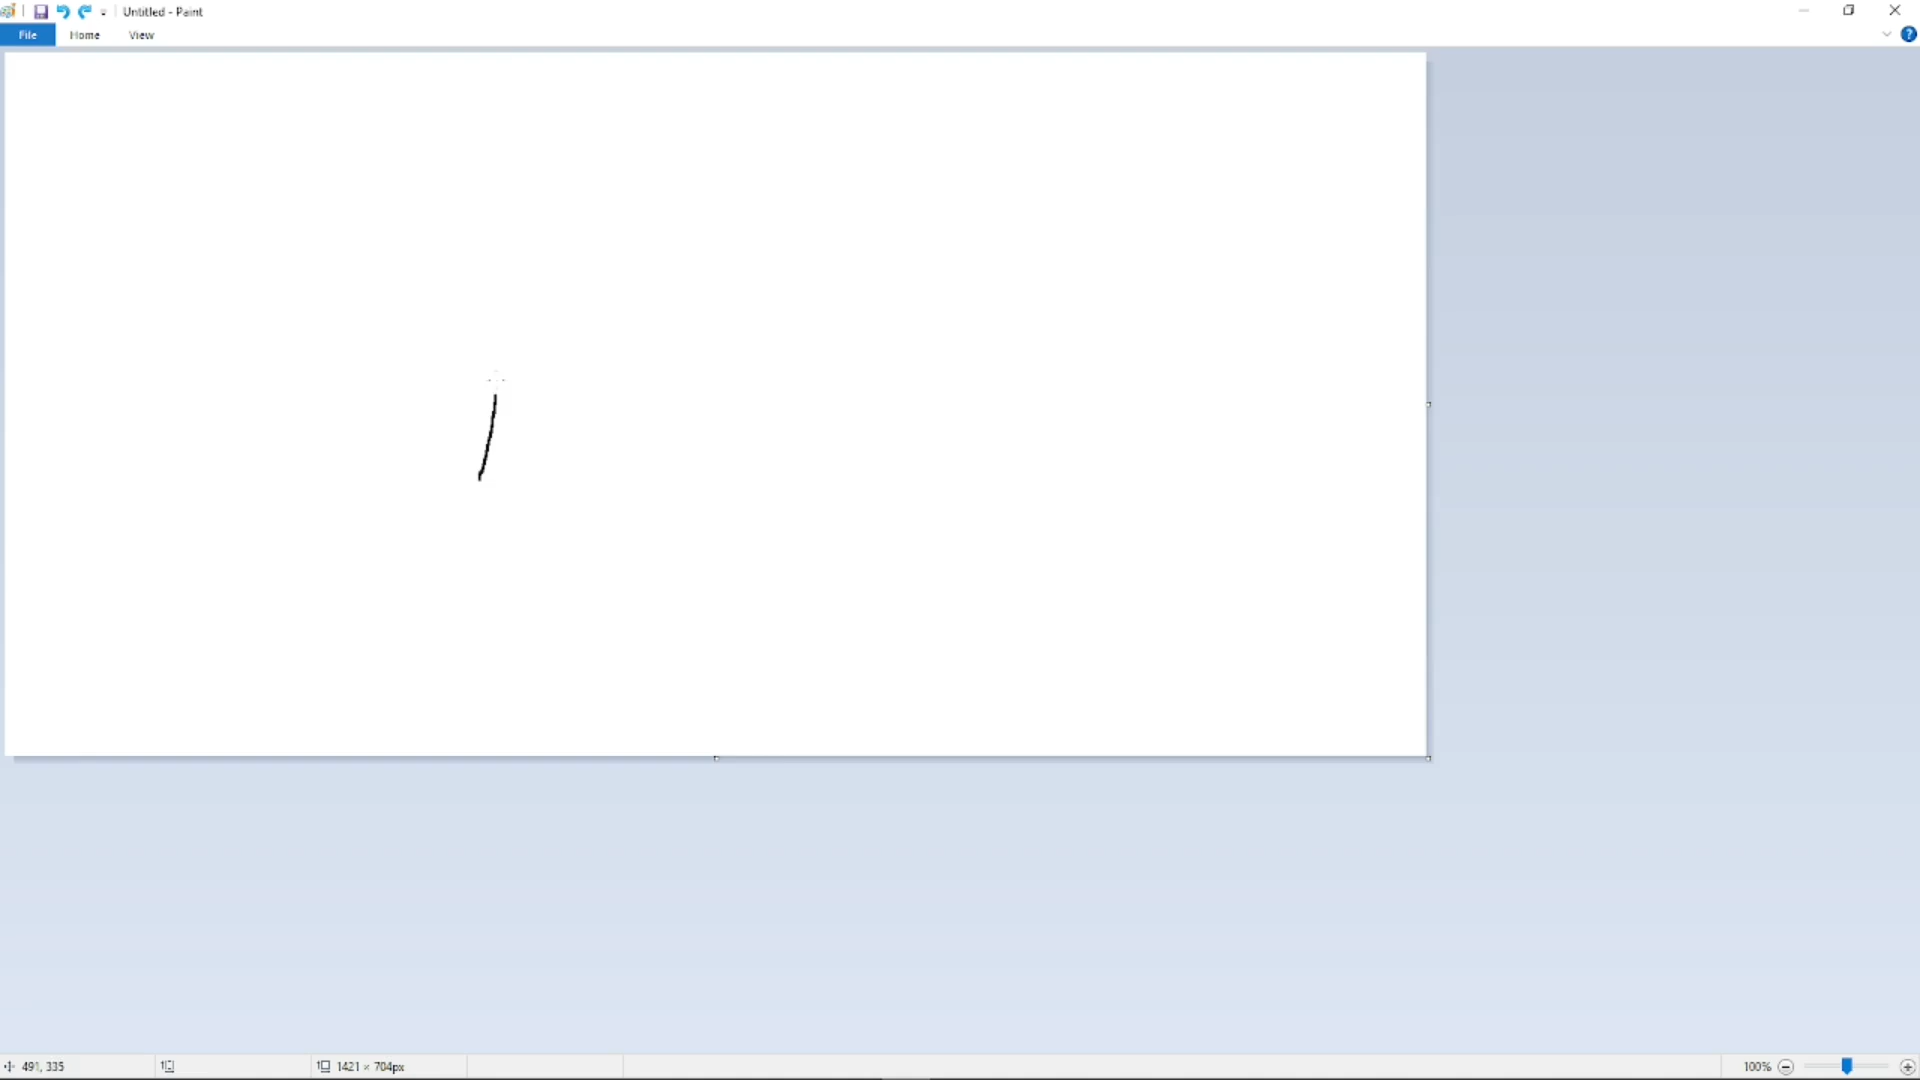 Untitled - Paint
File Home View
491, 335
1421 × 704px
100%